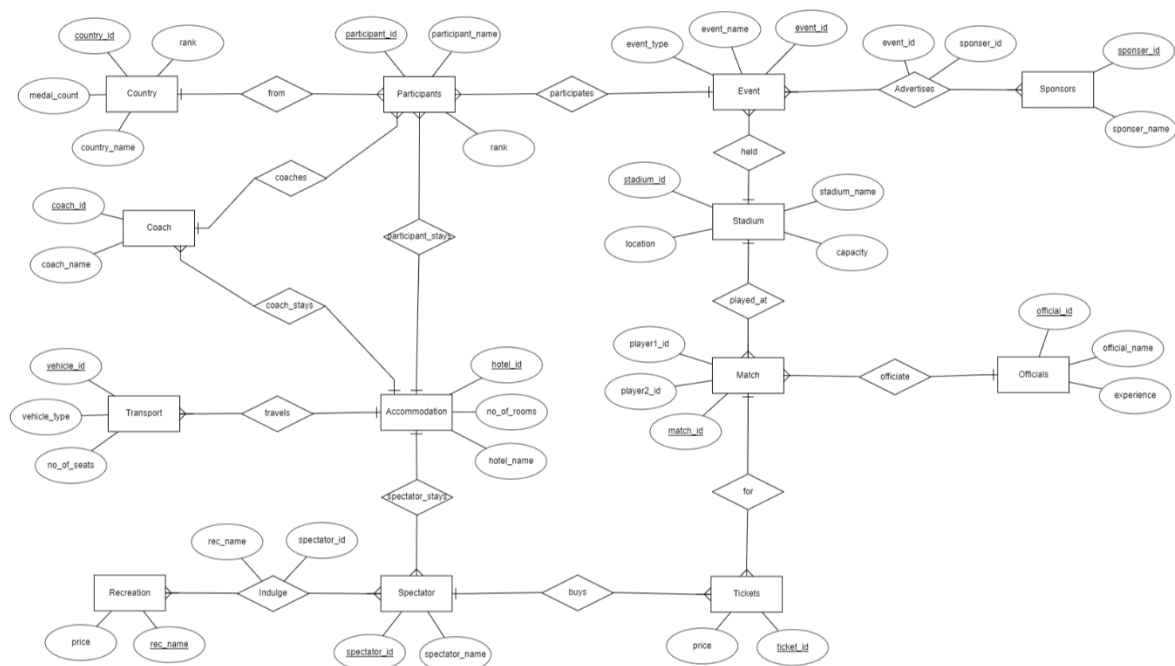 country_id
rank
medal_count
Country
country_name
from
participant_id
participant_name
Participants
rank
participates
event_type
event_name
event_id
Event
event_id
sponser_id
Advertises
sponser_id
Sponsors
sponser_name
held
coaches
coach_id
Coach
coach_name
participant_stays
coach_stays
stadium_id
stadium_name
Stadium
location
capacity
played_at
player1_id
player2_id
Match
match_id
officiate
official_id
official_name
Officials
experience
vehicle_id
vehicle_type
Transport
no_of_seats
travels
hotel_id
Accommodation
no_of_rooms
hotel_name
spectator_stays
for
rec_name
spectator_id
Recreation
Indulge
Spectator
buys
Tickets
price
rec_name
spectator_id
spectator_name
price
ticket_id